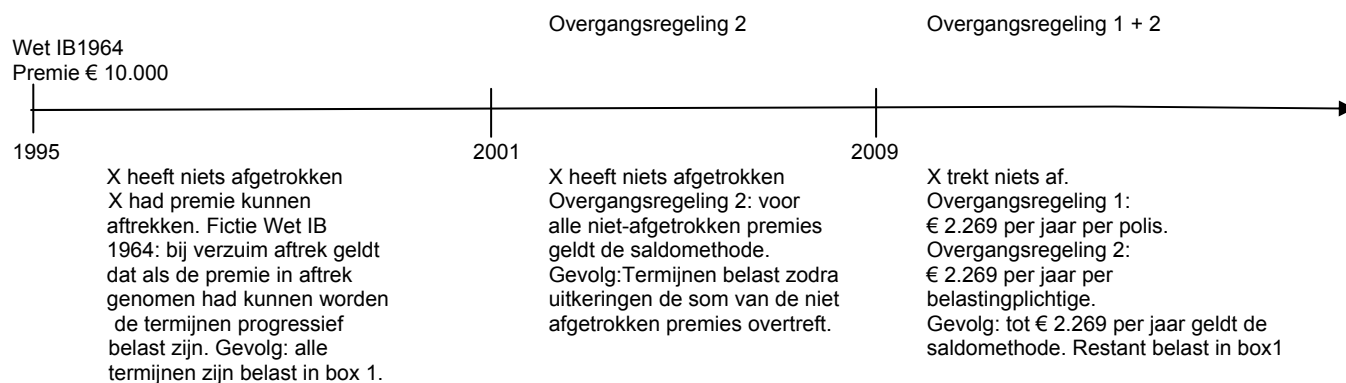 Overgangsregeling 2
Overgangsregeling 1 + 2
Wet IB1964
Premie € 10.000
1995
2001
2009
X heeft niets afgetrokken
X had premie kunnen
aftrekken. Fictie Wet IB
1964: bij verzuim aftrek geldt
dat als de premie in aftrek
genomen had kunnen worden
de termijnen progressief
belast zijn. Gevolg: alle
termijnen zijn belast in box 1.
X heeft niets afgetrokken
Overgangsregeling 2: voor
alle niet-afgetrokken premies
geldt de saldomethode.
Gevolg:Termijnen belast zodra
uitkeringen de som van de niet
afgetrokken premies overtreft.
X trekt niets af.
Overgangsregeling 1:
€ 2.269 per jaar per polis.
Overgangsregeling 2:
€ 2.269 per jaar per
belastingplichtige.
Gevolg: tot € 2.269 per jaar geldt de
saldomethode. Restant belast in box1